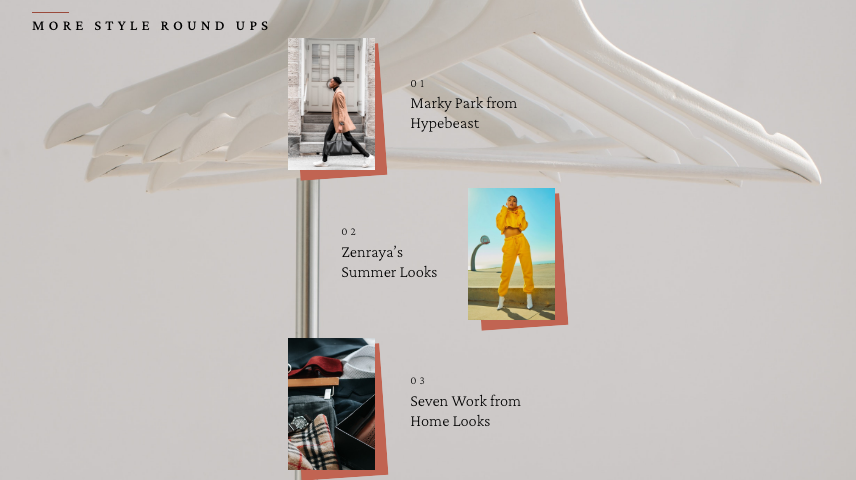 MORE STYLE ROUND UPS
01
Marky Park from
Hypebeast
02
Zenraya’s
Summer Looks
03
Seven Work from
Home Looks